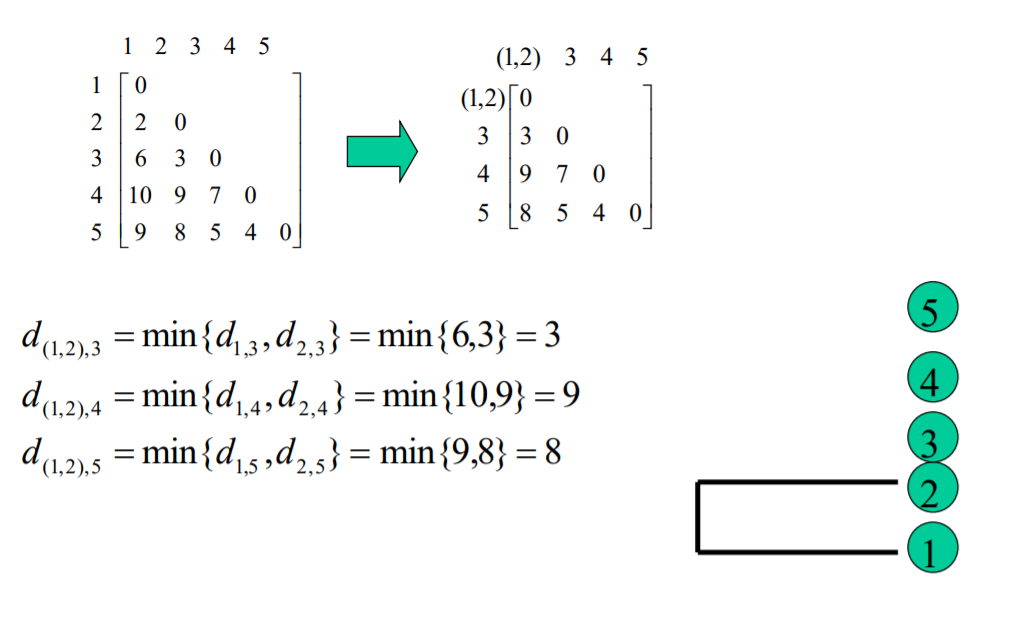 1 2 3 4 5
1 0
2 2 0
3 6 3 0
4 10 9 7 0
5 9 8 5 4 0
(1,2) 3 4 5
(1,2) 0
3 3 0
4 9 7 0
5 8 5 4 0
d(1,2),3 = min{d1,3, d2,3} = min{6,3} = 3
d(1,2),4 = min{d1,4, d2,4} = min{10,9} = 9
d(1,2),5 = min{d1,5, d2,5} = min{9,8} = 8
5
4
3
2
1